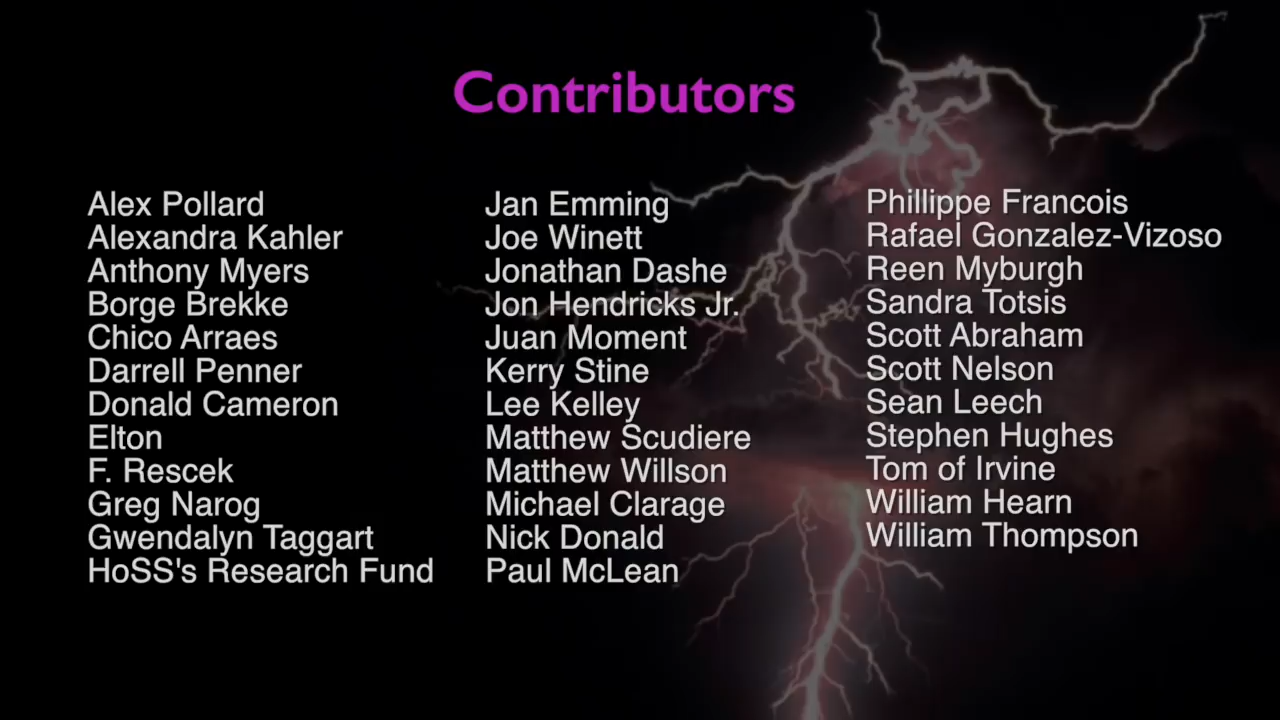 Contributors
Alex Pollard
Alexandra Kahler
Anthony Myers
Borge Brekke
Chico Arraes
Darrell Penner
Donald Cameron
Elton
F. Rescek
Greg Narog
Gwendalyn Taggart
HoSS's Research Fund
Jan Emming
Joe Winett
Jonathan Dashe
Jon Hendricks Jr.
Juan Moment
Kerry Stine
Lee Kelley
Matthew Scudiere
Matthew Willson
Michael Clarage
Nick Donald
Paul McLean
Phillippe Francois
Rafael Gonzalez-Vizoso
Reen Myburgh
Sandra Totsis
Scott Abraham
Scott Nelson
Sean Leech
Stephen Hughes
Tom of Irvine
William Hearn
William Thompson